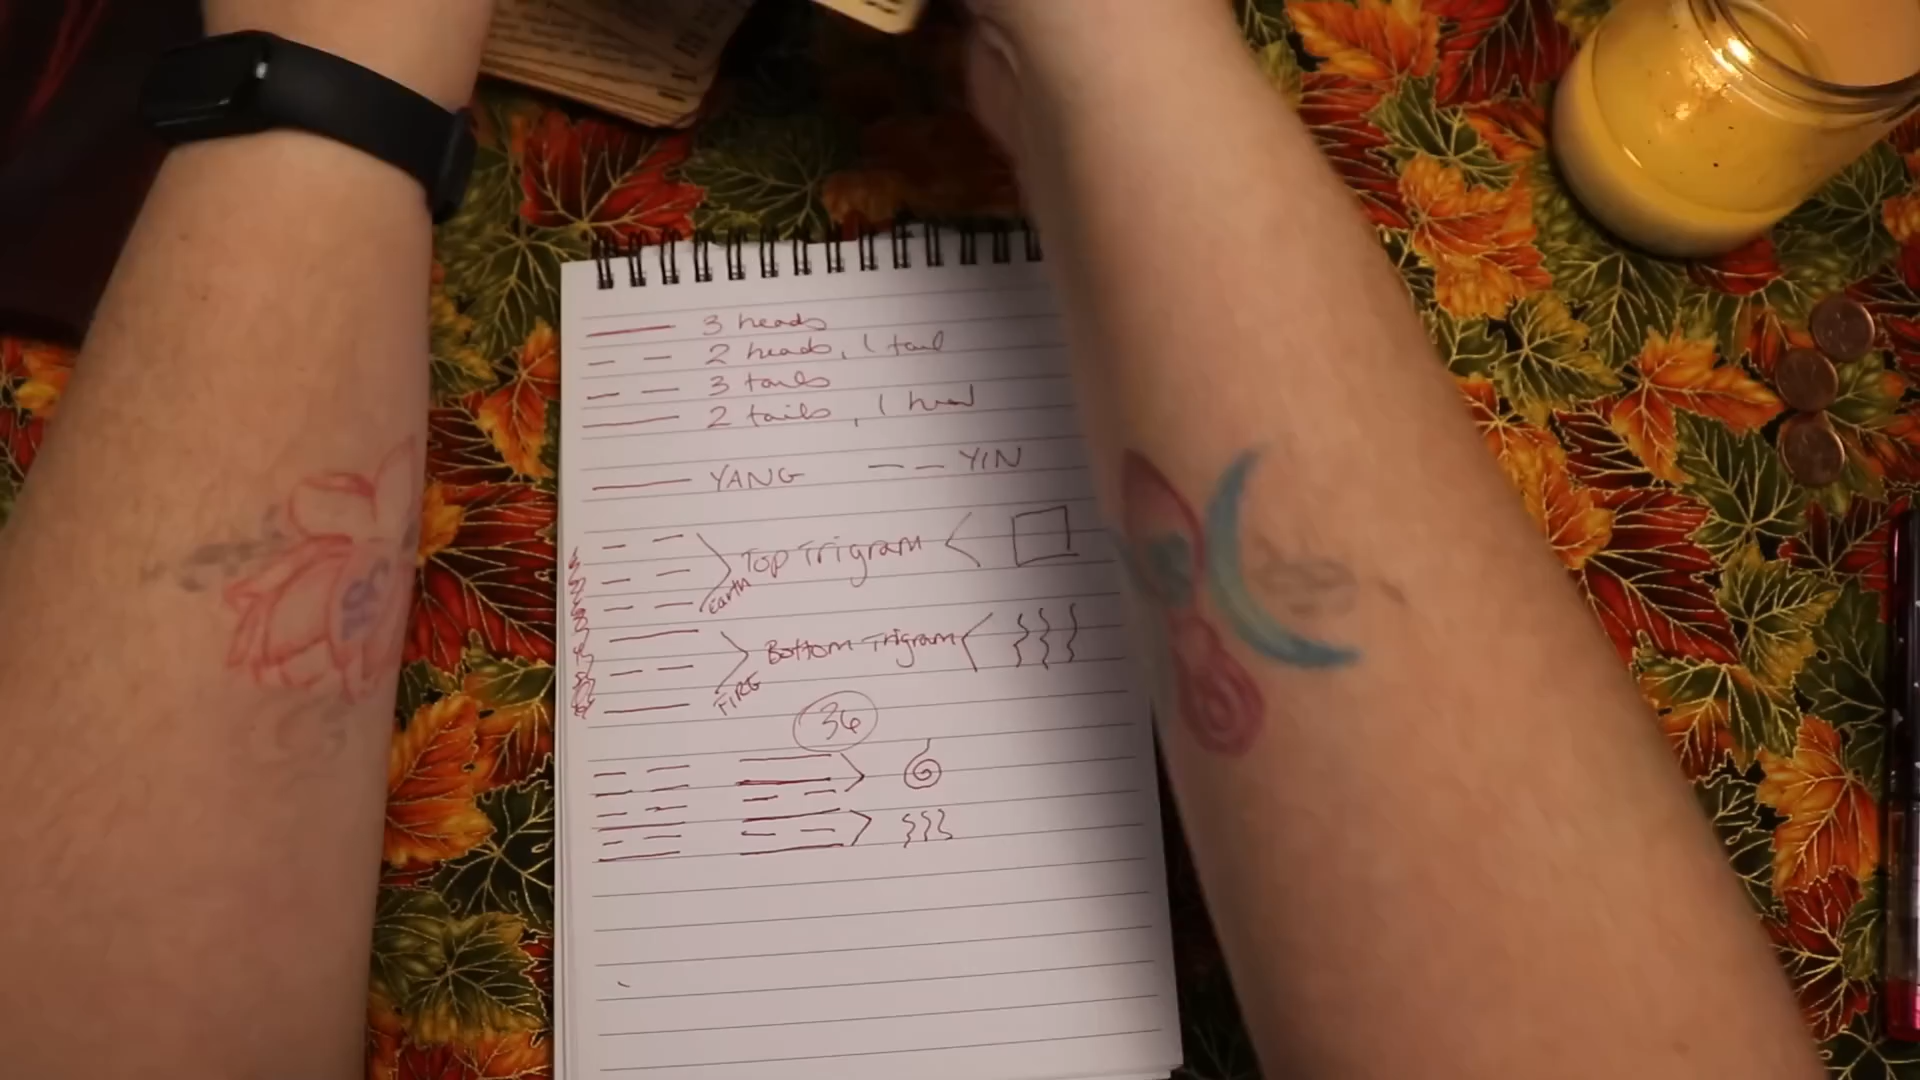 3 heads
2 heads, 1 tail
3 tails
2 tails, 1 head
YANG YIN
Top Trigram
Earth
Bottom Trigram
FIRE
36